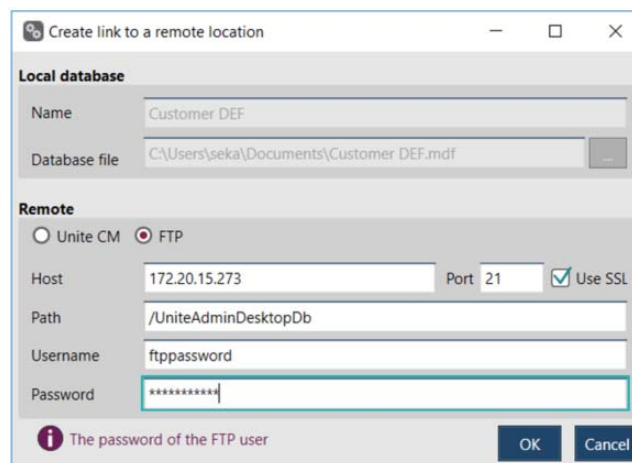 Create link to a remote location
Local database
Name Customer DEF
Database file C:\Users\seka\Documents\Customer DEF.mdf ...
Remote
Unite CM FTP
Host 172.20.15.273 Port 21 Use SSL
Path /UniteAdminDesktopDb
Username ftppassword
Password ***********
The password of the FTP user OK Cancel